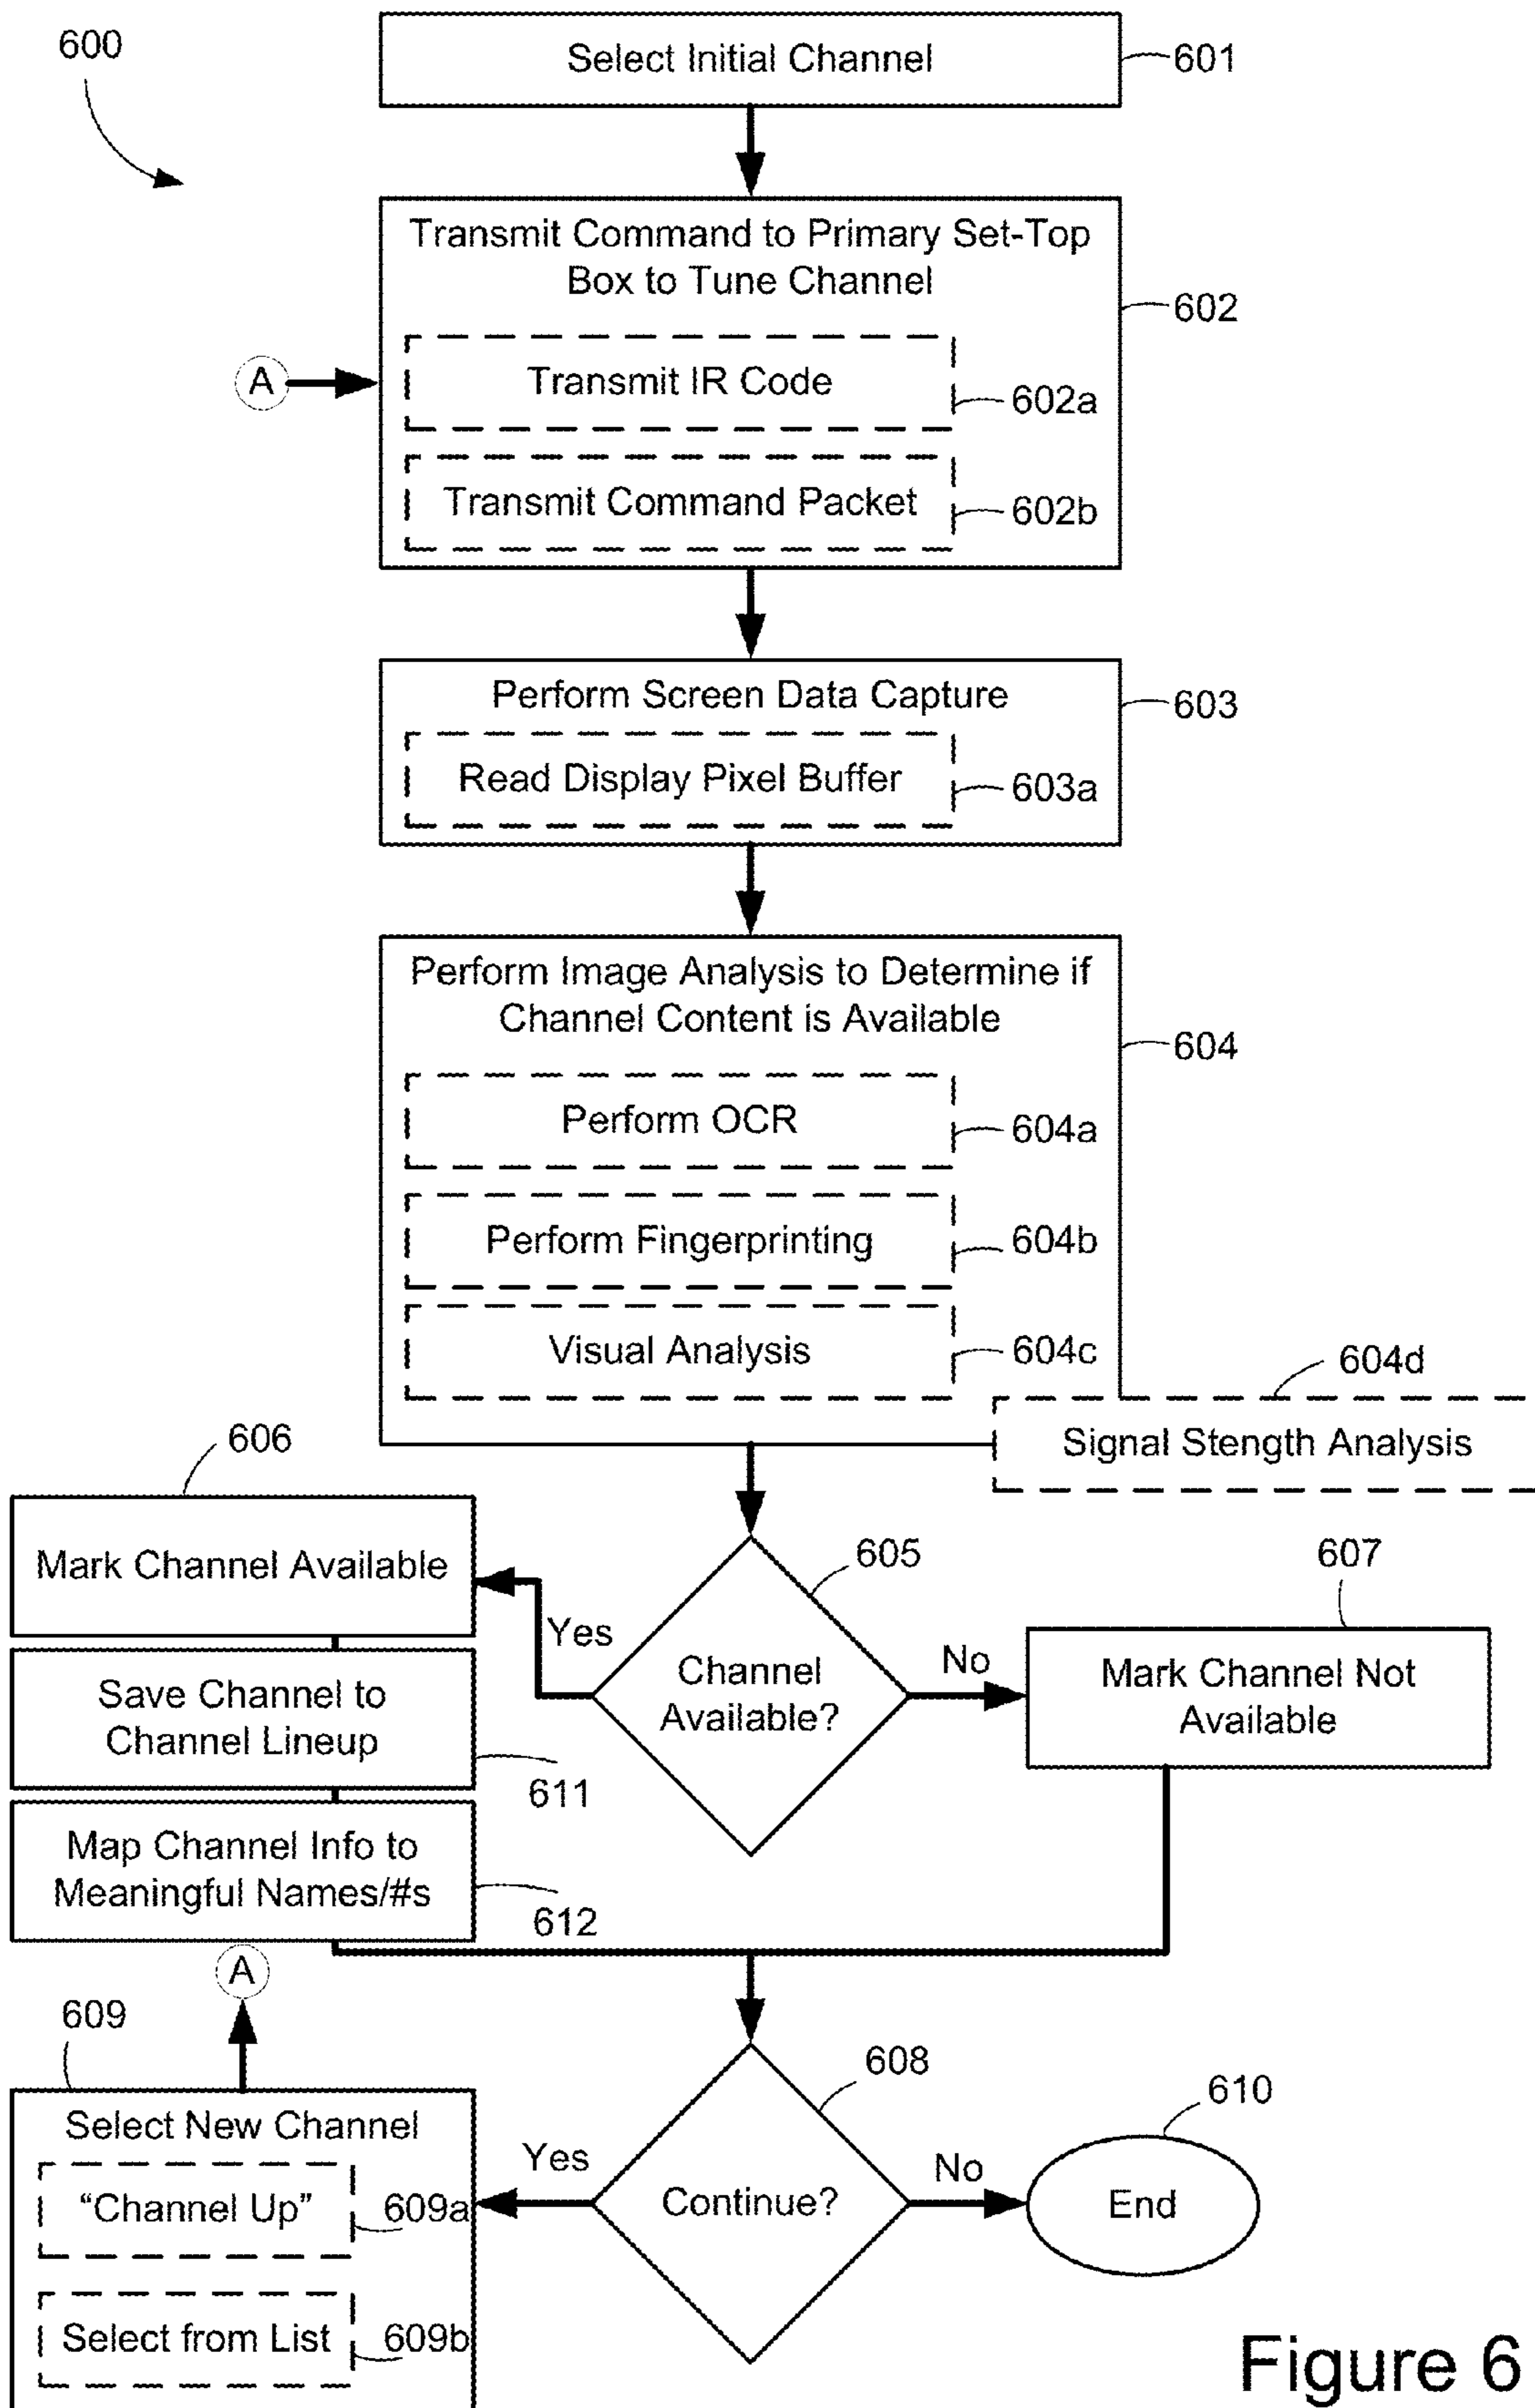 600
Select Initial Channel
601
Transmit Command to Primary Set-Top
Box to Tune Channel
602
A
Transmit IR Code
602a
Transmit Command Packet
602b
Perform Screen Data Capture
603
Read Display Pixel Buffer
603a
Perform Image Analysis to Determine if
Channel Content is Available
604
Perform OCR
604a
Perform Fingerprinting
604b
Visual Analysis
604c
604d
Signal Stength Analysis
606
Mark Channel Available
605
607
Yes
Channel
Available?
No
Mark Channel Not
Available
Save Channel to
Channel Lineup
611
Map Channel Info to
Meaningful Names/#s
612
A
609
608
610
Select New Channel
Yes
Continue?
No
End
“Channel Up”
609a
Select from List
609b
Figure 6